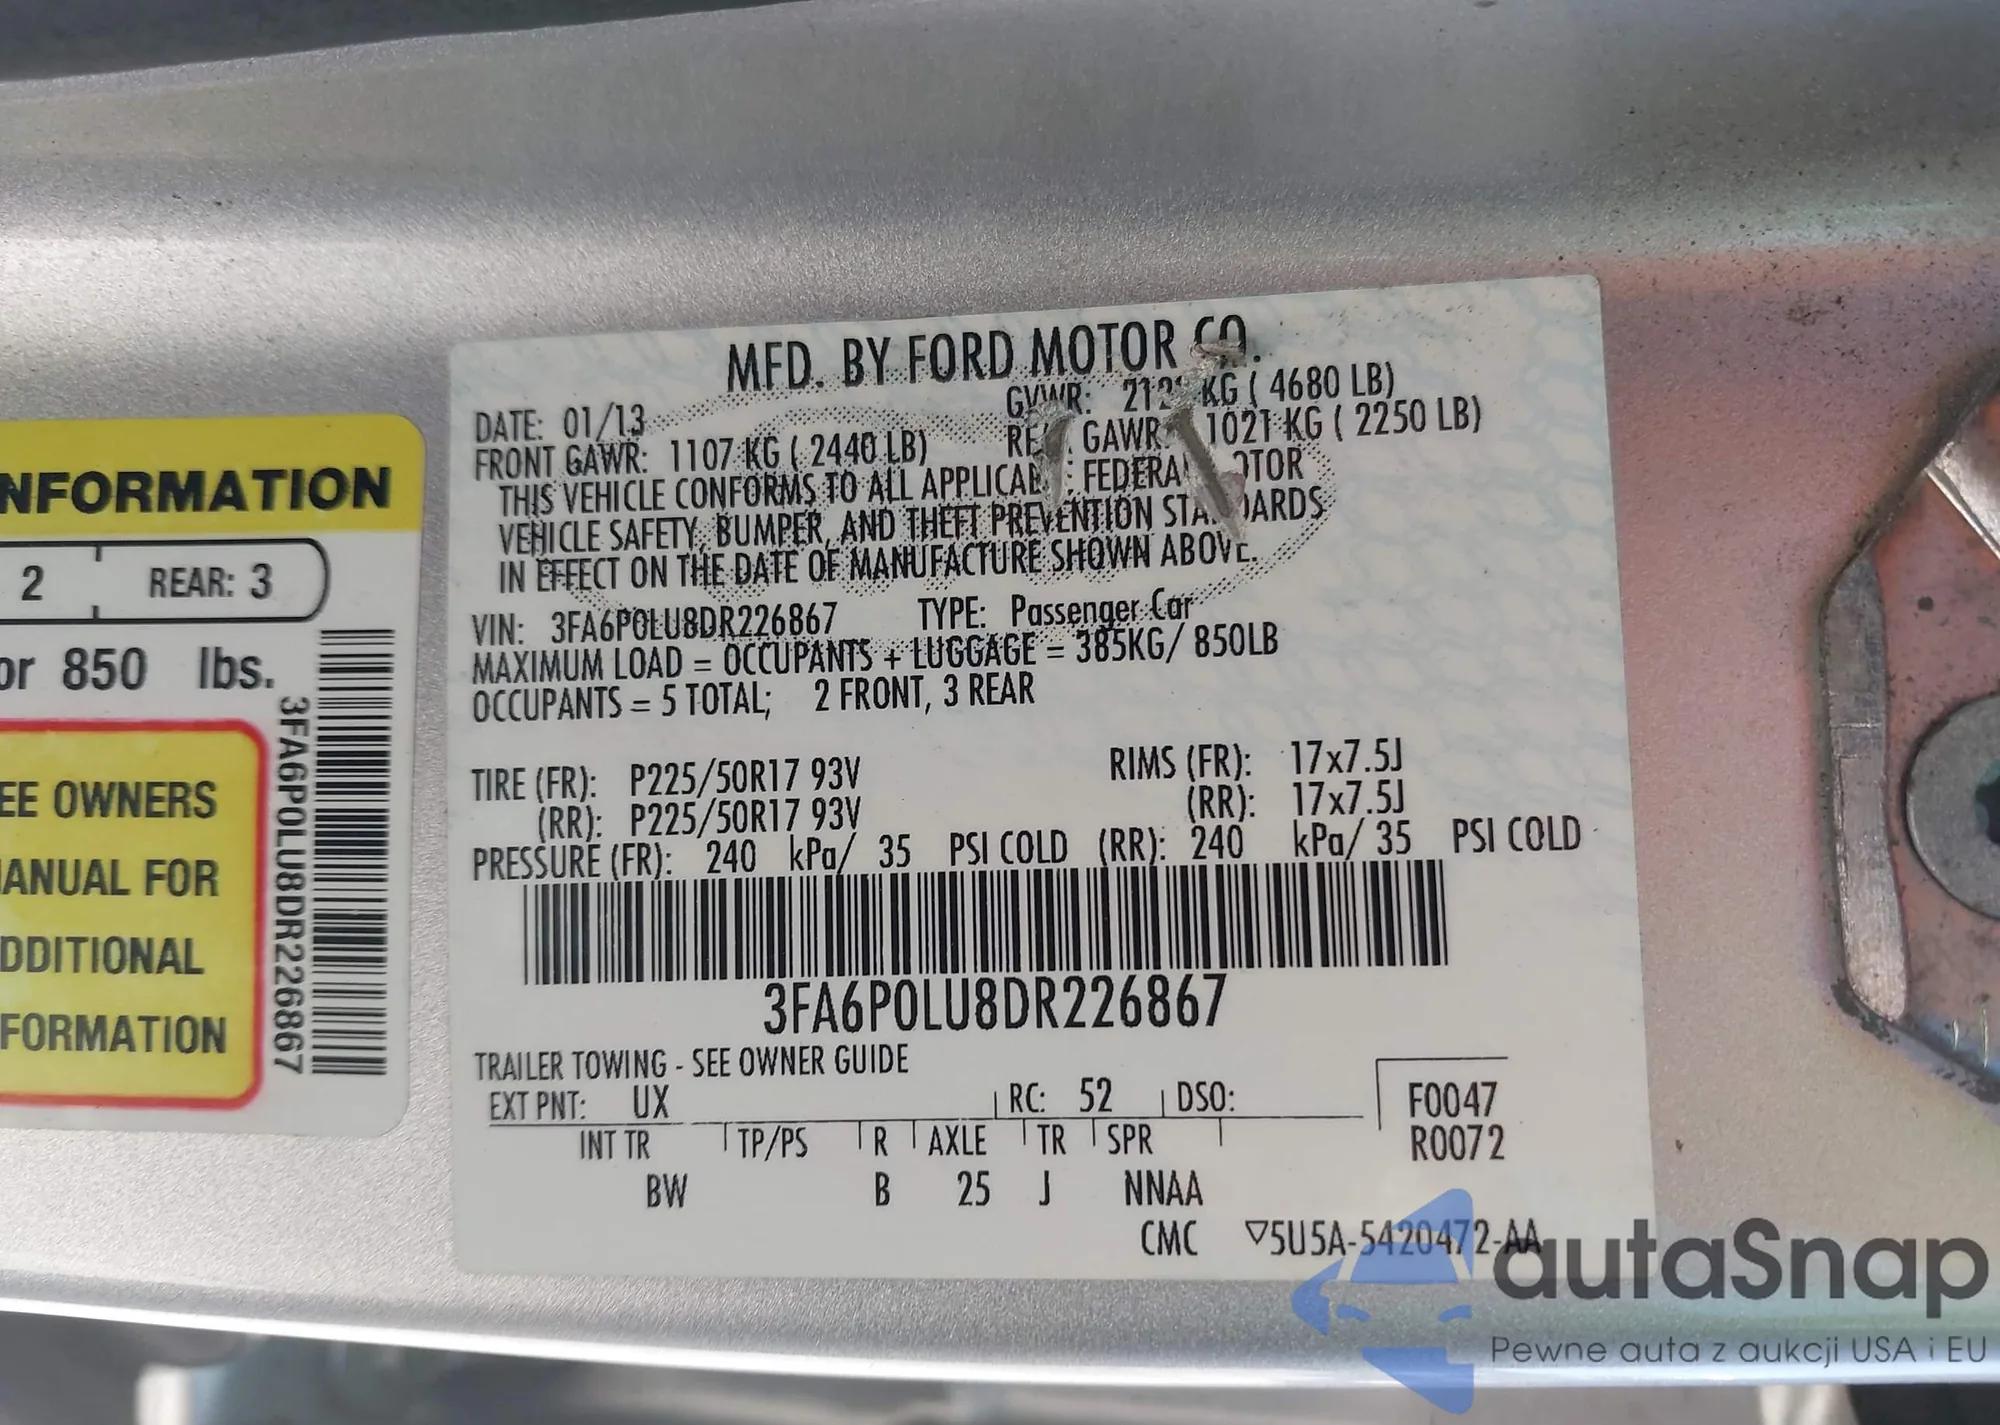 NFORMATION
2
REAR: 3
or 850 lbs.
EE OWNERS
ANUAL FOR
DDITIONAL
FORMATION
3FA6P0LU8DR226867
MFD. BY FORD MOTOR CO.
DATE: 01/13
GVWR: KG ( 4680 LB)
FRONT GAWR: 1107 KG ( 2440 LB)
GAWR 1021 KG ( 2250 LB)
THIS VEHICLE CONFORMS TO ALL FEDERAL
VEHICLE SAFETY, BUMPER, AND THEFT PREVENTION STANDARDS
IN EFFECT ON THE DATE OF MANUFACTURE SHOWN ABOVE.
VIN: 3FA6P0LU8DR226867 TYPE: Passenger Car
MAXIMUM LOAD = OCCUPANTS + LUGGAGE = 385KG/ 850LB
OCCUPANTS = 5 TOTAL; 2 FRONT, 3 REAR
TIRE (FR): P225/50R17 93V RIMS (FR): 17x7.5J
(RR): P225/50R17 93V (RR): 17x7.5J
PRESSURE (FR): 240 kPa/ 35 PSI COLD (RR): 240 kPa/ 35 PSI COLD
3FA6P0LU8DR226867
TRAILER TOWING - SEE OWNER GUIDE
EXT PNT: UX RC: 52 DSO: F0047
INT TR TP/PS R AXLE TR SPR R0072
BW B 25 J NNAA
CMC ▽5U5A-5420472-AA
autaSnap
Pewne auta z aukcji USA i EU